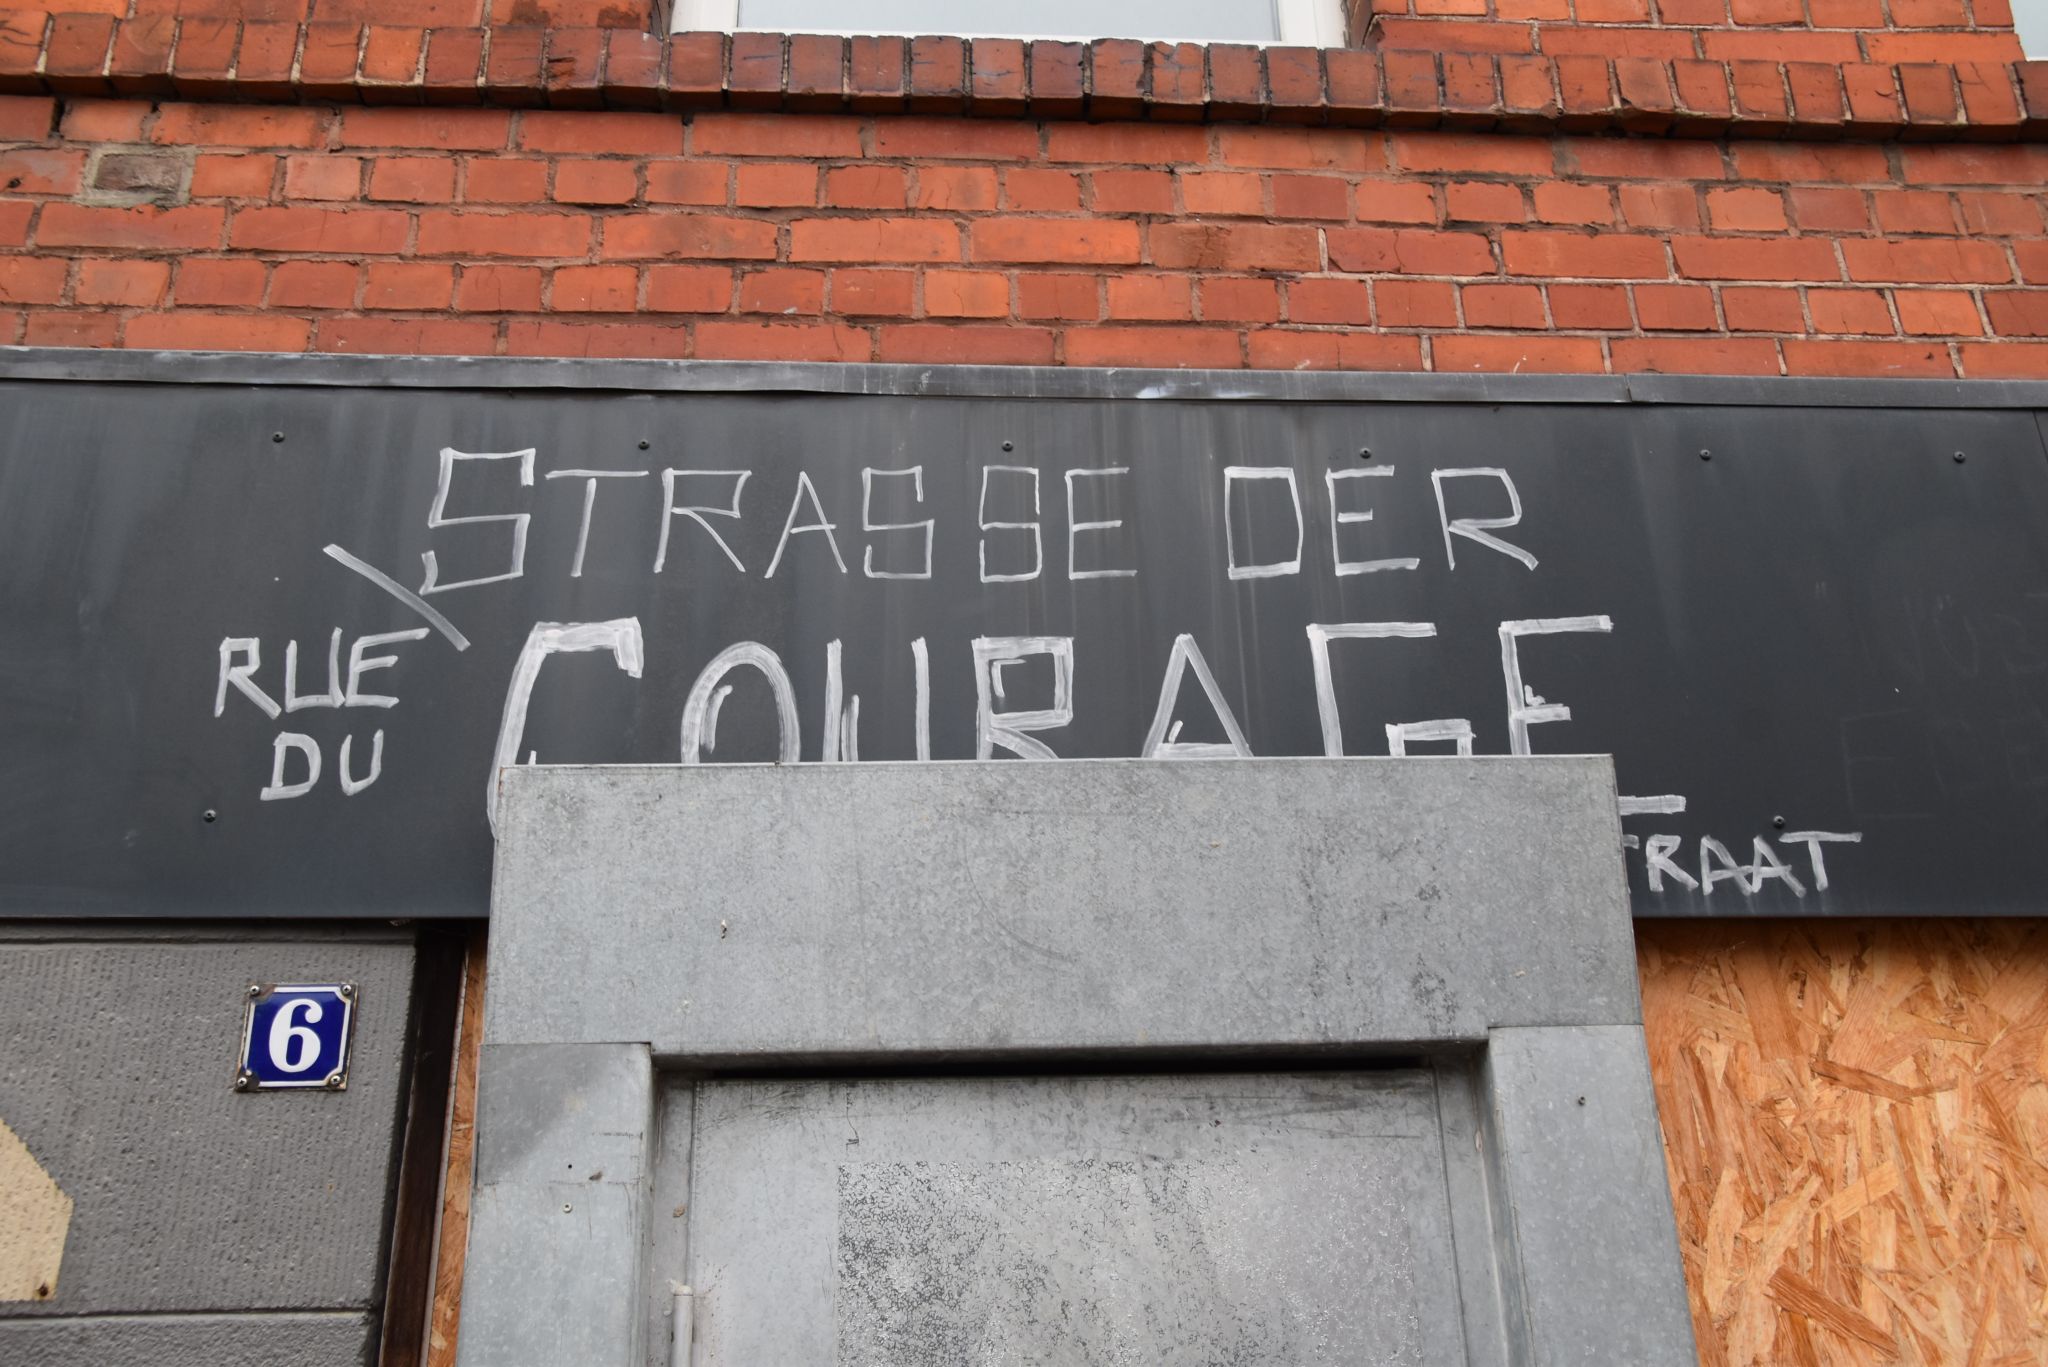 STRASSE DER
RUE
DU
COURAGE
TRAAT
6